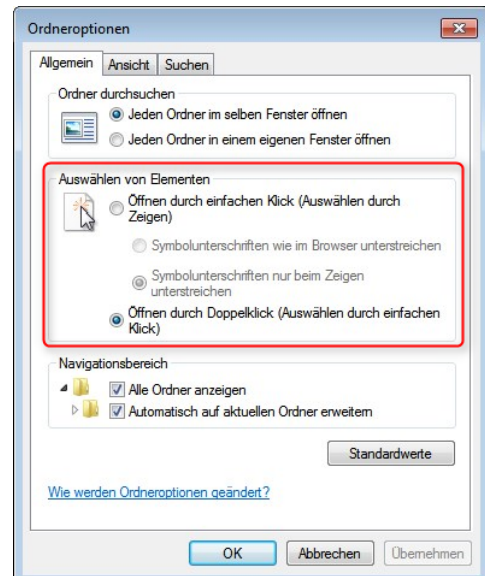 Ordneroptionen
Allgemein Ansicht Suchen
Ordner durchsuchen
Jeden Ordner im selben Fenster öffnen
Jeden Ordner in einem eigenen Fenster öffnen
Auswählen von Elementen
Öffnen durch einfachen Klick (Auswählen durch
Zeigen)
Symbolunterschriften wie im Browser unterstreichen
Symbolunterschriften nur beim Zeigen
unterstreichen
Öffnen durch Doppelklick (Auswählen durch einfachen
Klick)
Navigationsbereich
Alle Ordner anzeigen
Automatisch auf aktuellen Ordner erweitern
Standardwerte
Wie werden Ordneroptionen geändert?
OK Abbrechen Übernehmen